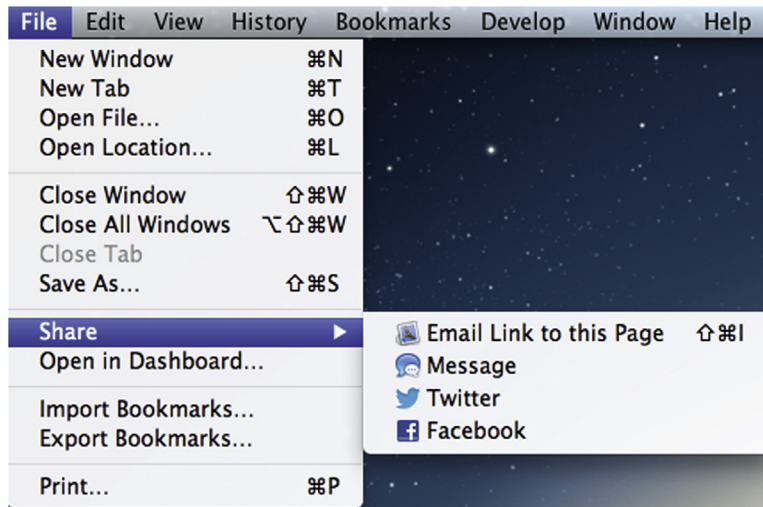 File Edit View History Bookmarks Develop Window Help
New Window ⌘N
New Tab ⌘T
Open File... ⌘O
Open Location... ⌘L
Close Window ⇧⌘W
Close All Windows ⌥⇧⌘W
Close Tab
Save As... ⇧⌘S
Share ▶
Email Link to this Page ⇧⌘I
Message
Twitter
Facebook
Open in Dashboard...
Import Bookmarks...
Export Bookmarks...
Print... ⌘P